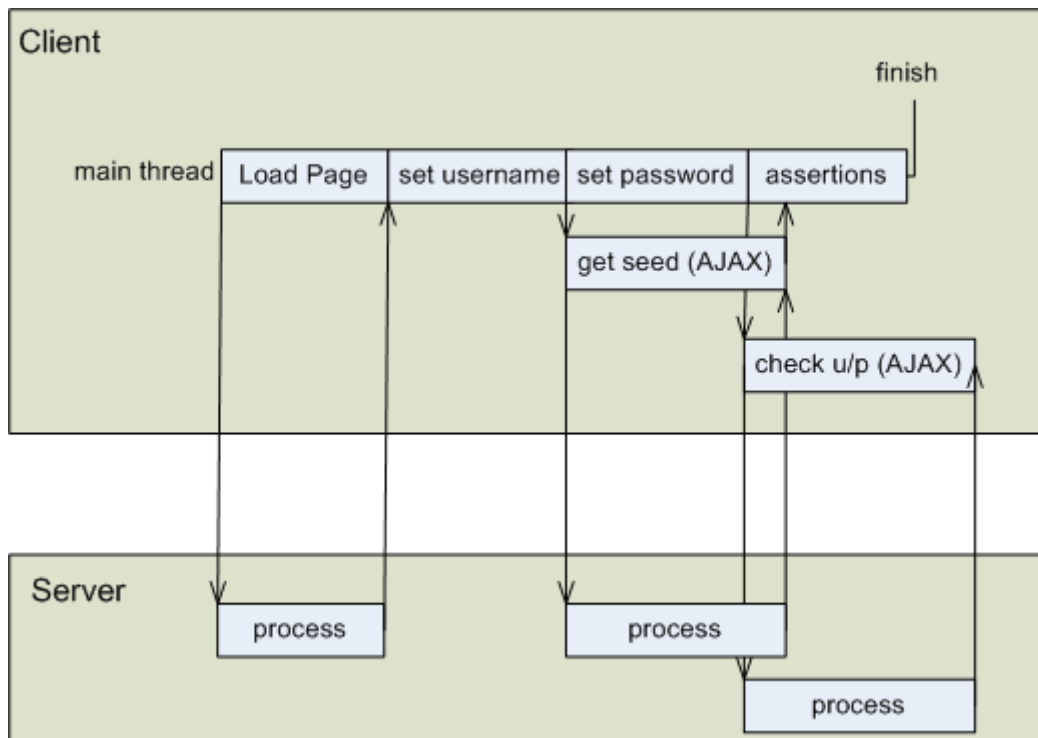 Client
finish
main thread
Load Page
set username
set password
assertions
get seed (AJAX)
check u/p (AJAX)
Server
process
process
process